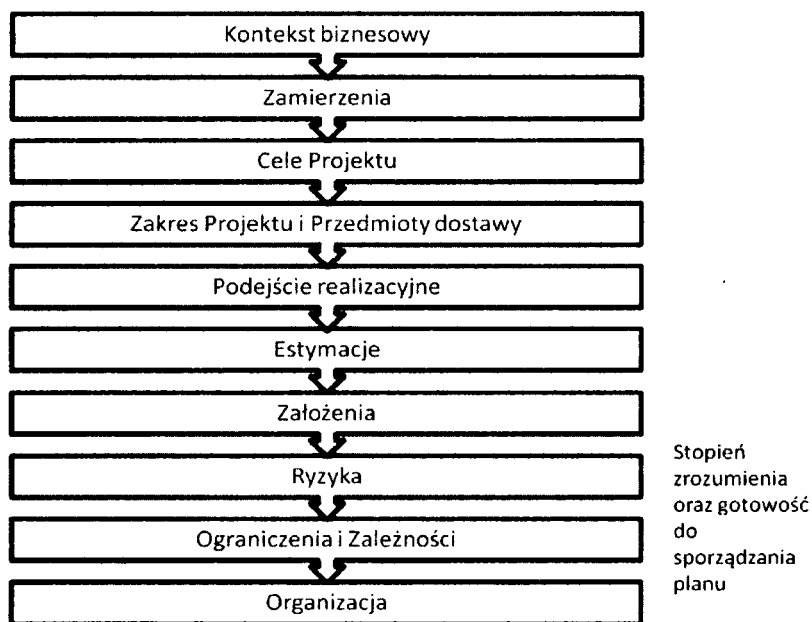 Kontekst biznesowy
Zamierzenia
Cele Projektu
Zakres Projektu i Przedmioty dostawy
Podejście realizacyjne
Estymacje
Założenia
Ryzyka
Ograniczenia i Zależności
Organizacja
Stopień
zrozumienia
oraz gotowość
do
sporządzania
planu